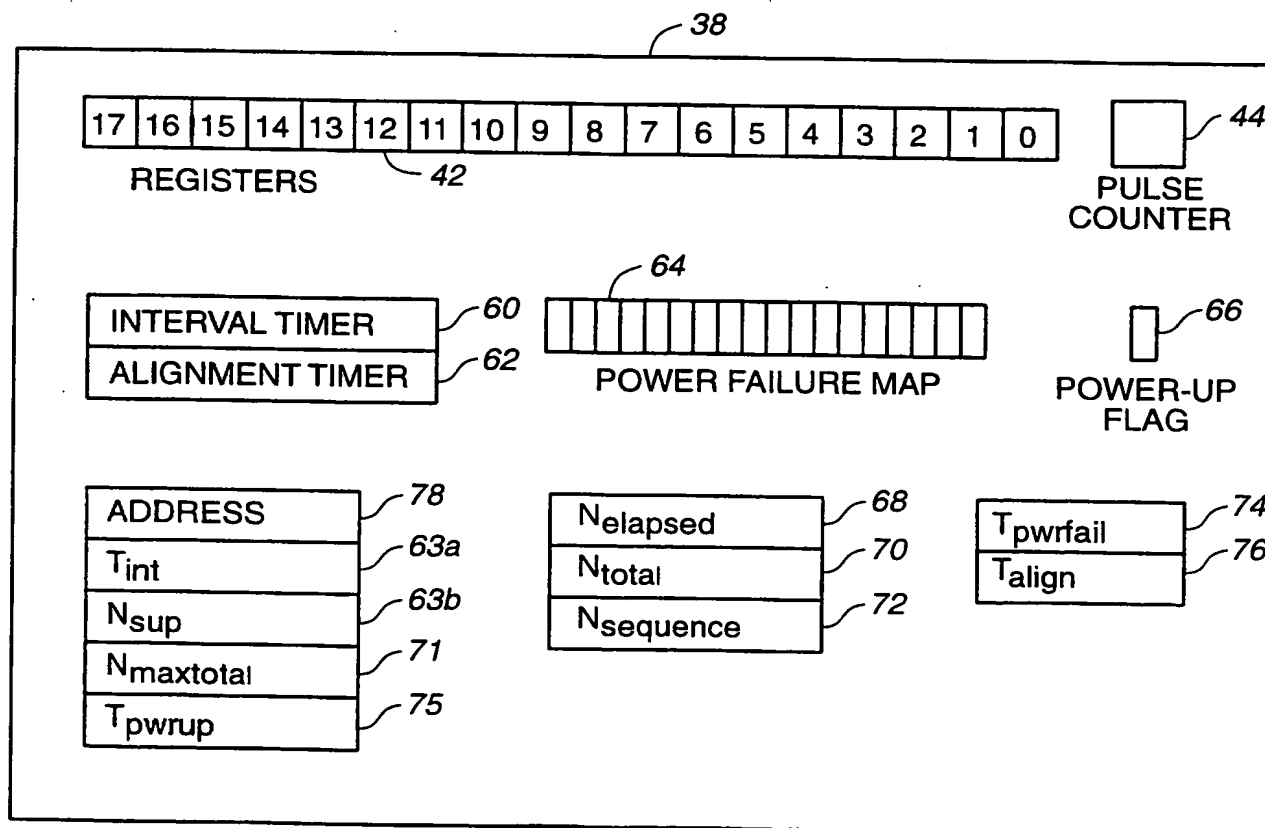 38
17 16 15 14 13 12 11 10 9 8 7 6 5 4 3 2 1 0
44
REGISTERS
42
PULSE
COUNTER
INTERVAL TIMER
60
ALIGNMENT TIMER
62
64
POWER FAILURE MAP
66
POWER-UP
FLAG
ADDRESS
78
Tint
63a
Nsup
63b
Nmaxtotal
71
Tpwrup
75
Nelapsed
68
Ntotal
70
Nsequence
72
Tpwrfail
74
Talign
76